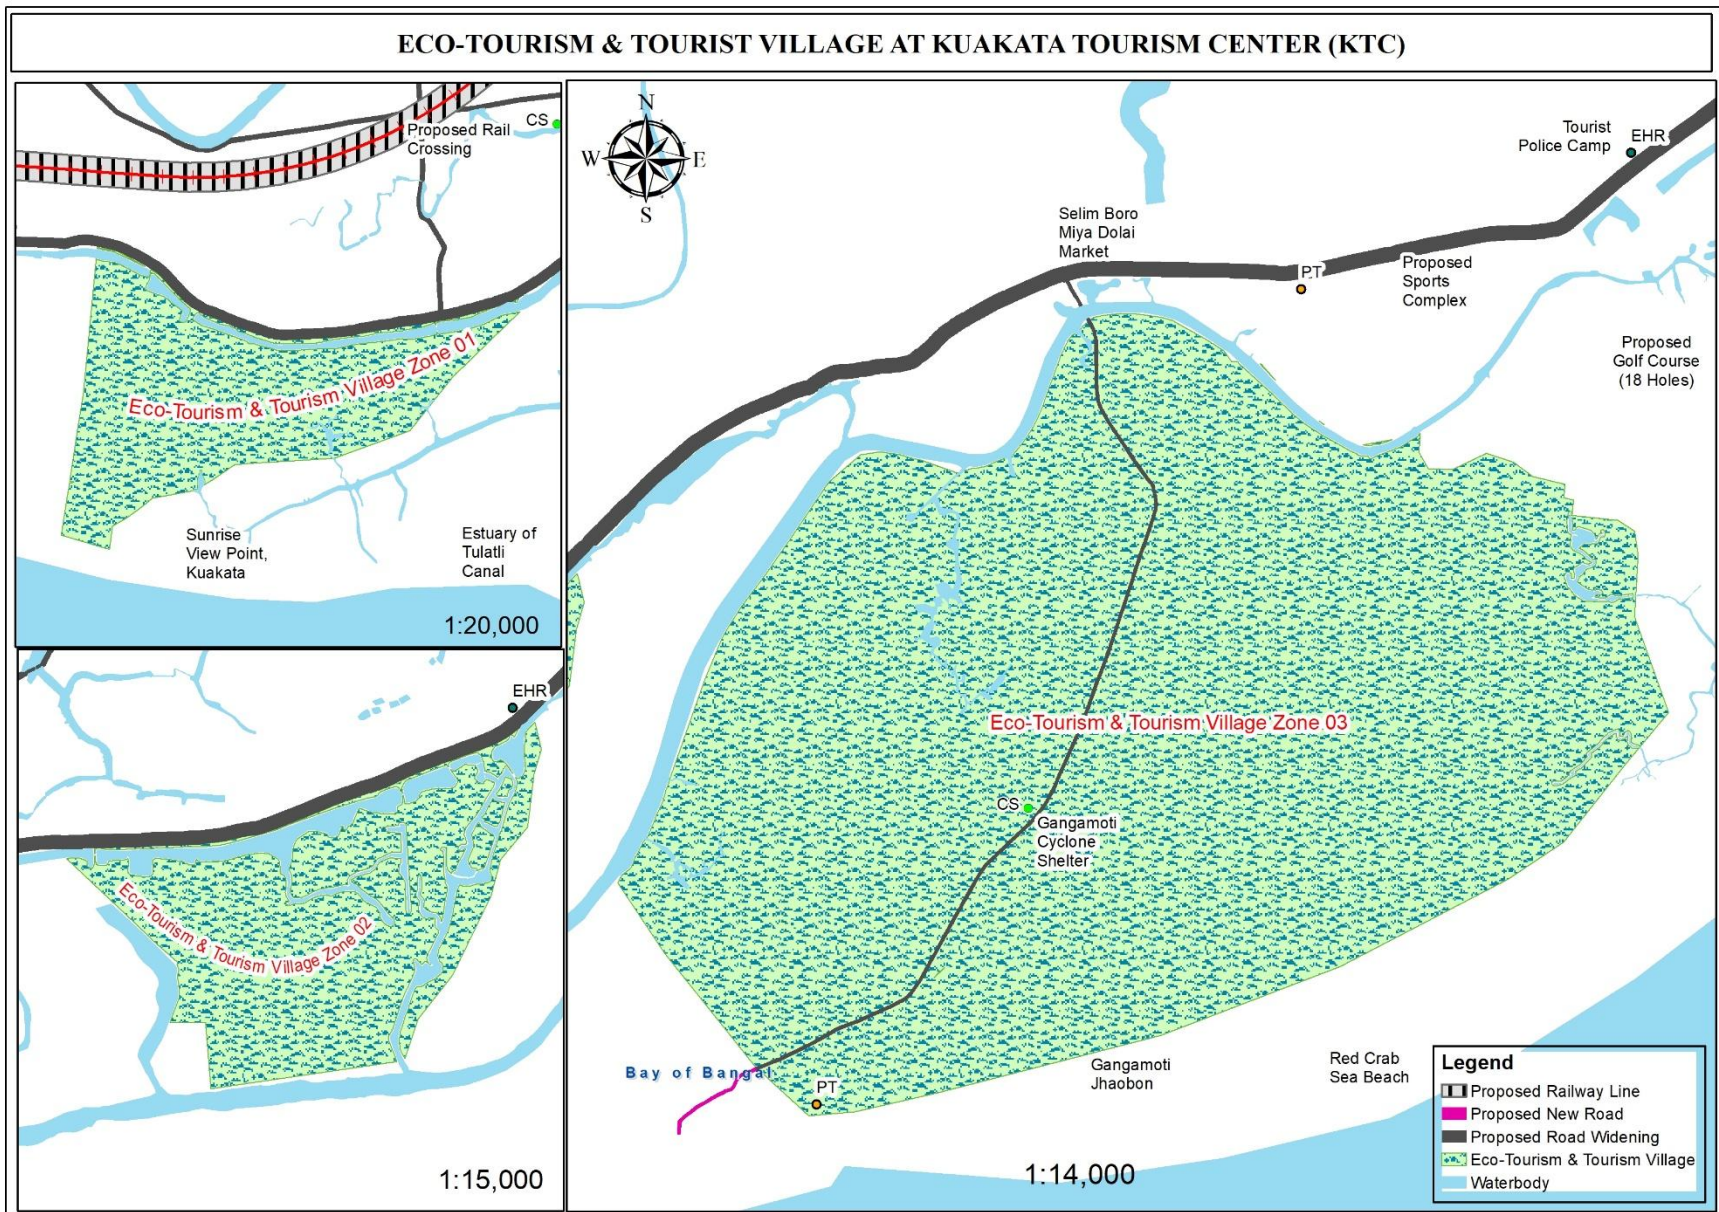 ECO-TOURISM & TOURIST VILLAGE AT KUAKATA TOURISM CENTER (KTC)
Proposed Rail
Crossing
CS
Eco-Tourism & Tourism Village Zone 01
Sunrise
View Point,
Kuakata
Estuary of
Tulatli
Canal
1:20,000
EHR
Eco-Tourism & Tourism Village Zone 02
1:15,000
N
W
E
S
Tourist
Police Camp
EHR
Selim Boro
Miya Dolai
Market
PT
Proposed
Sports
Complex
Proposed
Golf Course
(18 Holes)
Eco-Tourism & Tourism Village Zone 03
CS
Gangamoti
Cyclone
Shelter
Bay of Bangal
PT
Gangamoti
Jhaobon
Red Crab
Sea Beach
1:14,000
Legend
Proposed Railway Line
Proposed New Road
Proposed Road Widening
Eco-Tourism & Tourism Village
Waterbody